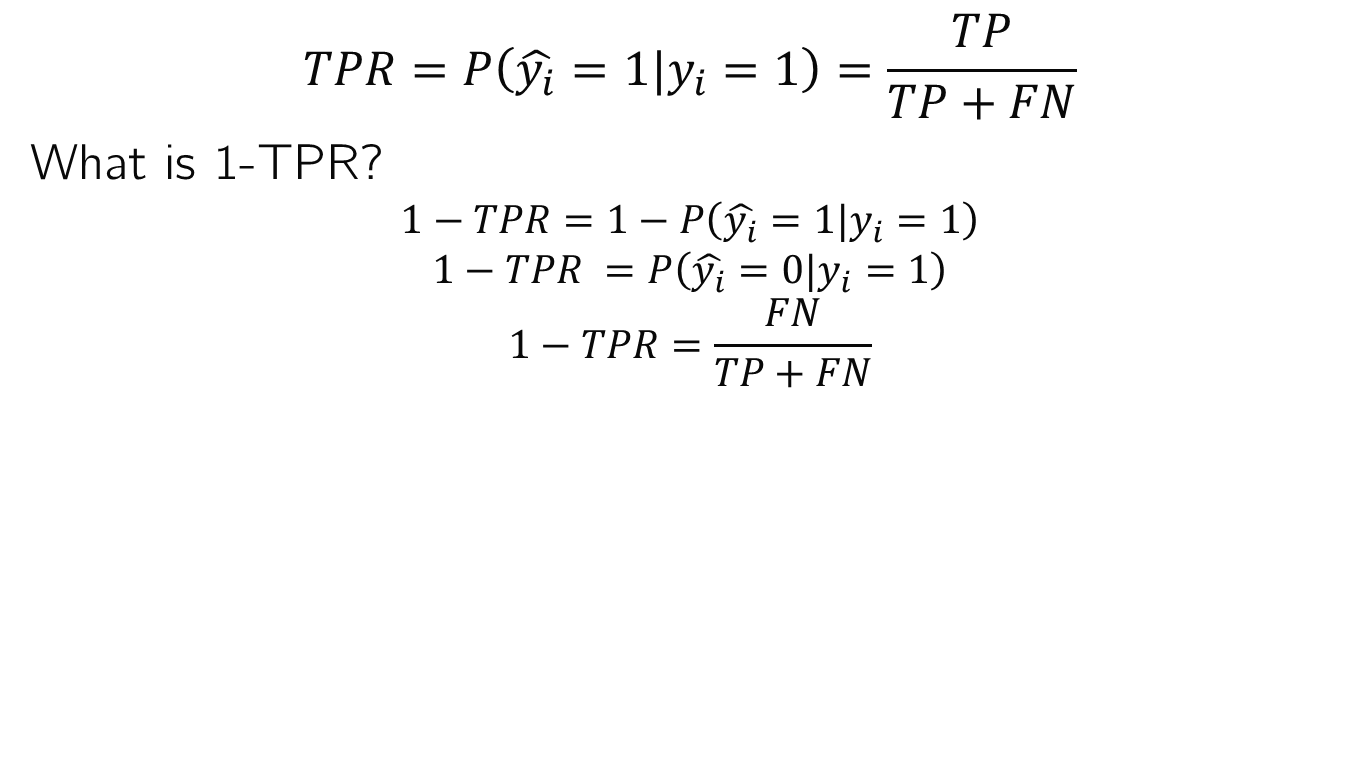 TPR = P(ŷᵢ = 1|yᵢ = 1) = TP / (TP + FN)
What is 1-TPR?
1 − TPR = 1 − P(ŷᵢ = 1|yᵢ = 1)
1 − TPR = P(ŷᵢ = 0|yᵢ = 1)
1 − TPR = FN / (TP + FN)